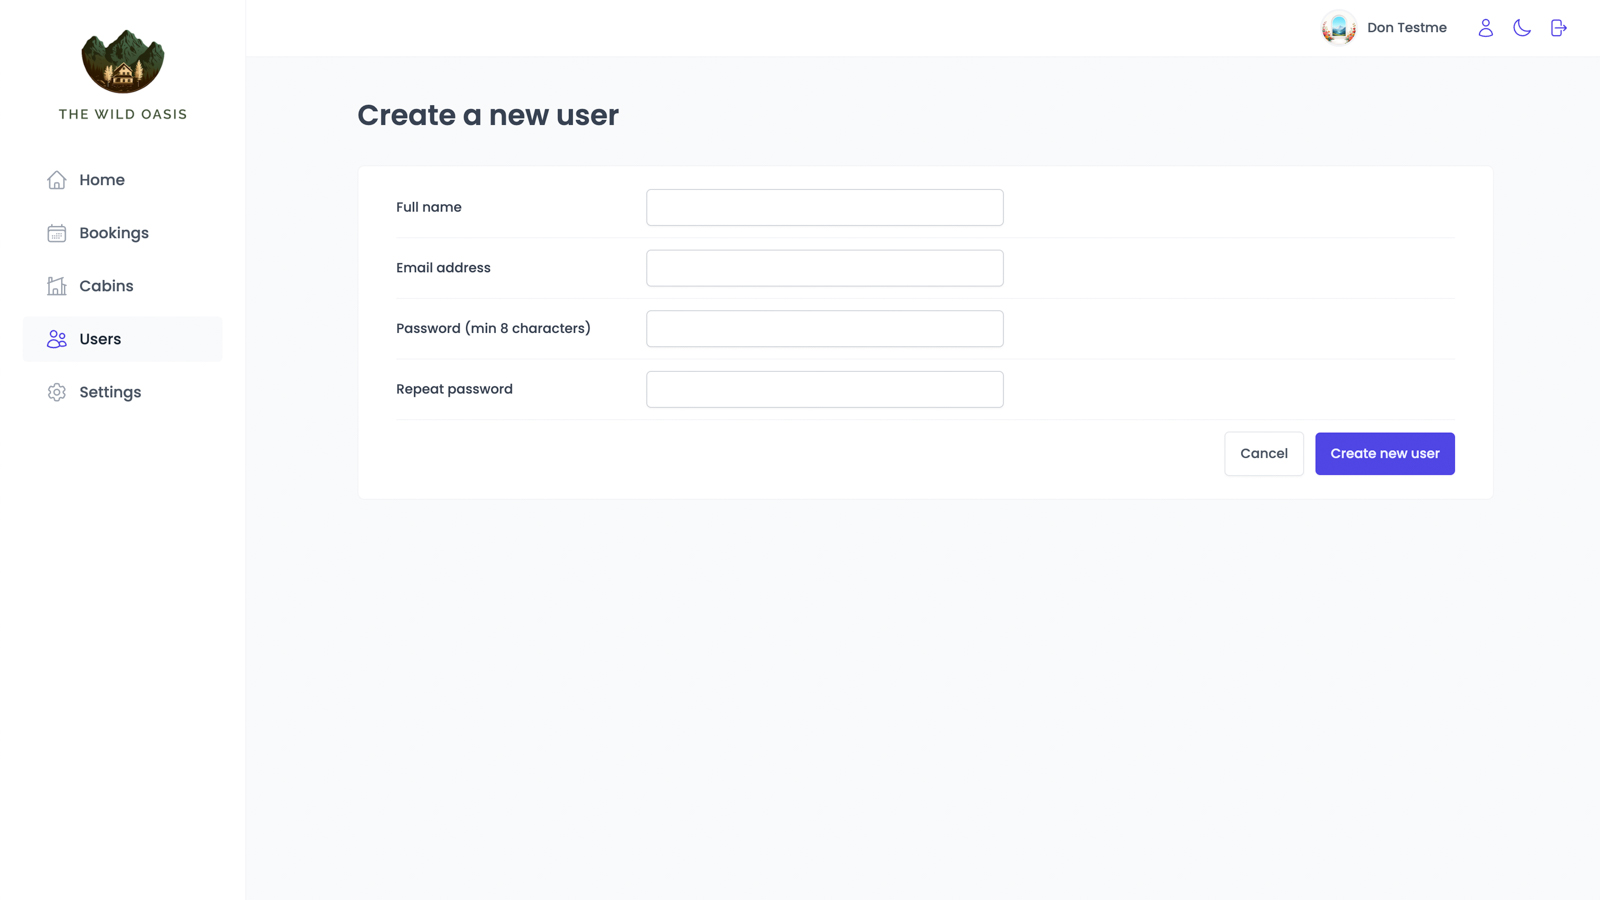 THE WILD OASIS
Home
Bookings
Cabins
Users
Settings
Don Testme
Create a new user
Full name
Email address
Password (min 8 characters)
Repeat password
Cancel
Create new user